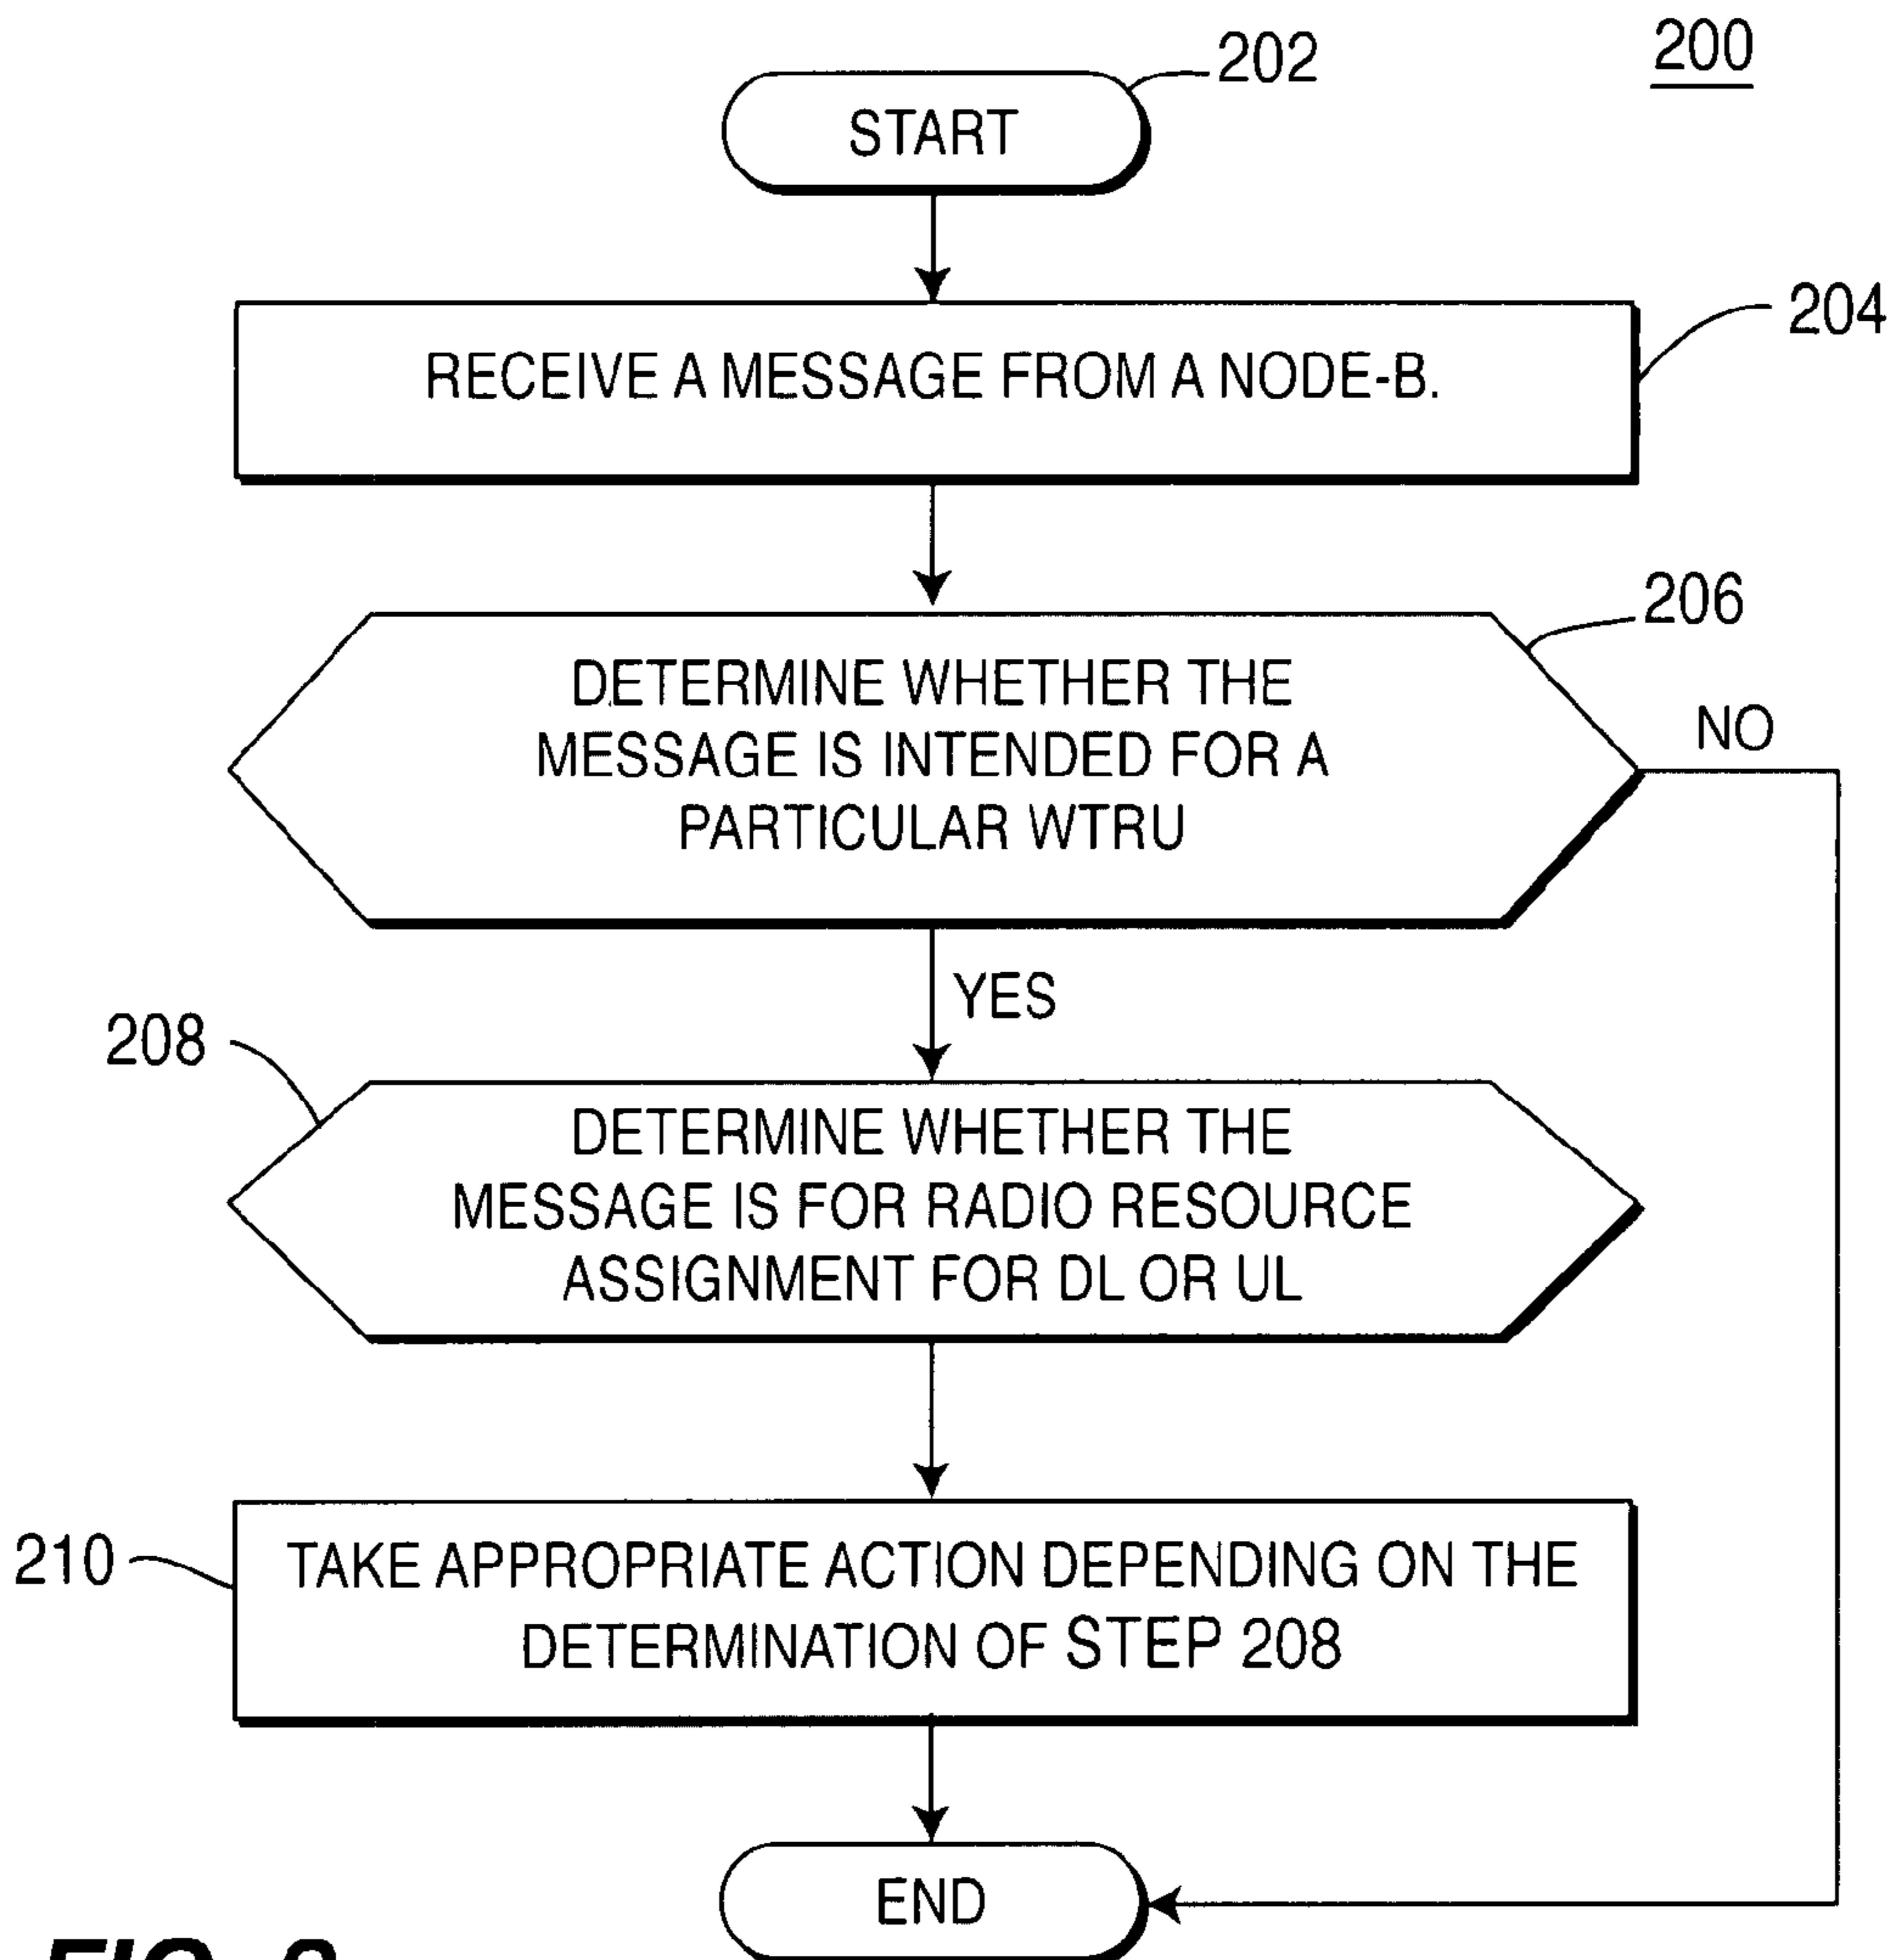 200
202
START
204
RECEIVE A MESSAGE FROM A NODE-B.
206
DETERMINE WHETHER THE
MESSAGE IS INTENDED FOR A
PARTICULAR WTRU
NO
YES
208
DETERMINE WHETHER THE
MESSAGE IS FOR RADIO RESOURCE
ASSIGNMENT FOR DL OR UL
210
TAKE APPROPRIATE ACTION DEPENDING ON THE
DETERMINATION OF STEP 208
END
FIG.